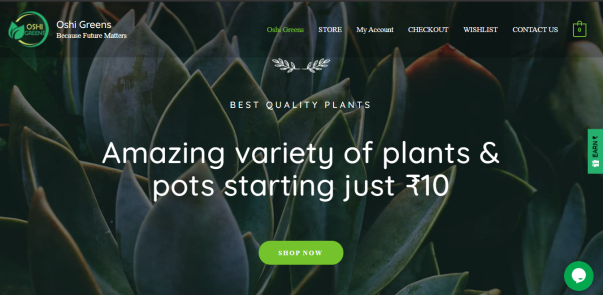 OSHI
GREENS
Oshi Greens
Because Future Matters
Oshi Greens STORE My Account CHECKOUT WISHLIST CONTACT US 0
BEST QUALITY PLANTS
Amazing variety of plants &
pots starting just ₹10
EARN ₹
SHOP NOW